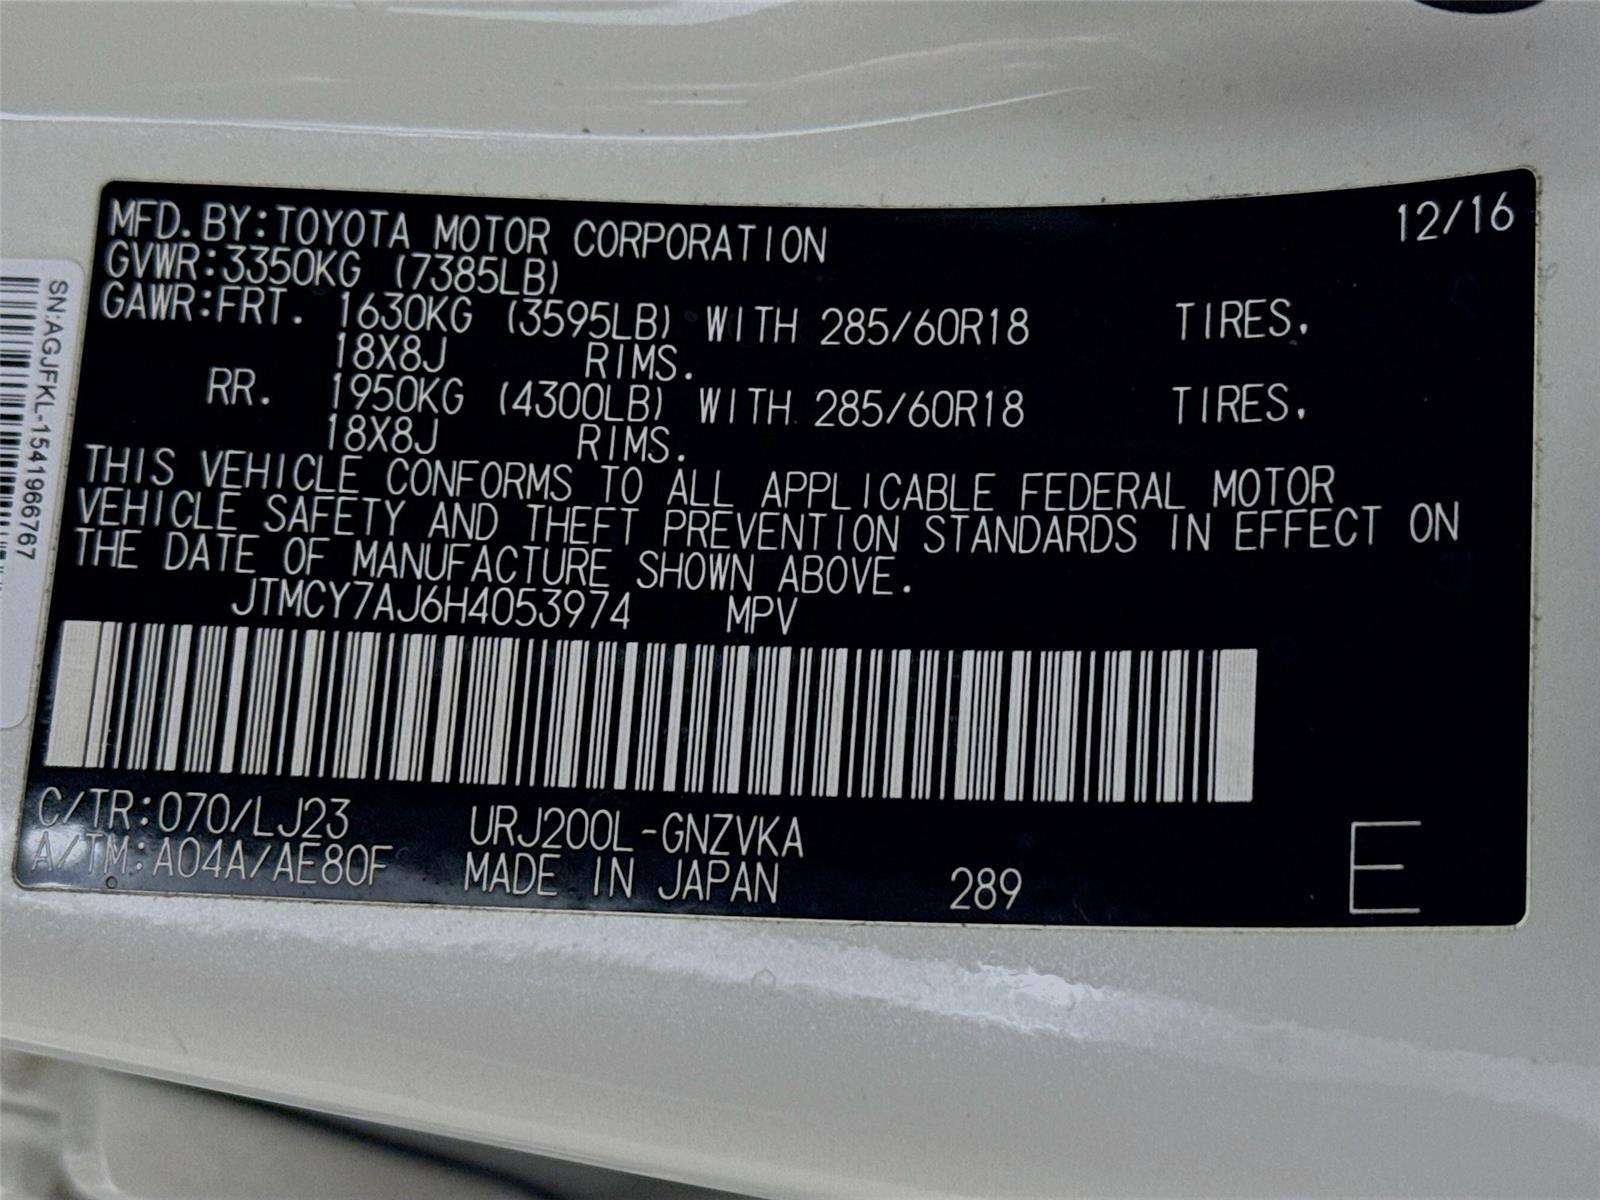 MFD.BY:TOYOTA MOTOR CORPORATION 12/16
GVWR:3350KG (7385LB)
GAWR:FRT. 1630KG (3595LB) WITH 285/60R18 TIRES.
18X8J RIMS.
RR. 1950KG (4300LB) WITH 285/60R18 TIRES.
18X8J RIMS.
THIS VEHICLE CONFORMS TO ALL APPLICABLE FEDERAL MOTOR
VEHICLE SAFETY AND THEFT PREVENTION STANDARDS IN EFFECT ON
THE DATE OF MANUFACTURE SHOWN ABOVE.
JTMCY7AJ6H4053974 MPV
C/TR:070/LJ23 URJ200L-GNZVKA
A/TM:A04A/AE80F MADE IN JAPAN 289 E
SN:AGJFKL-1541966767